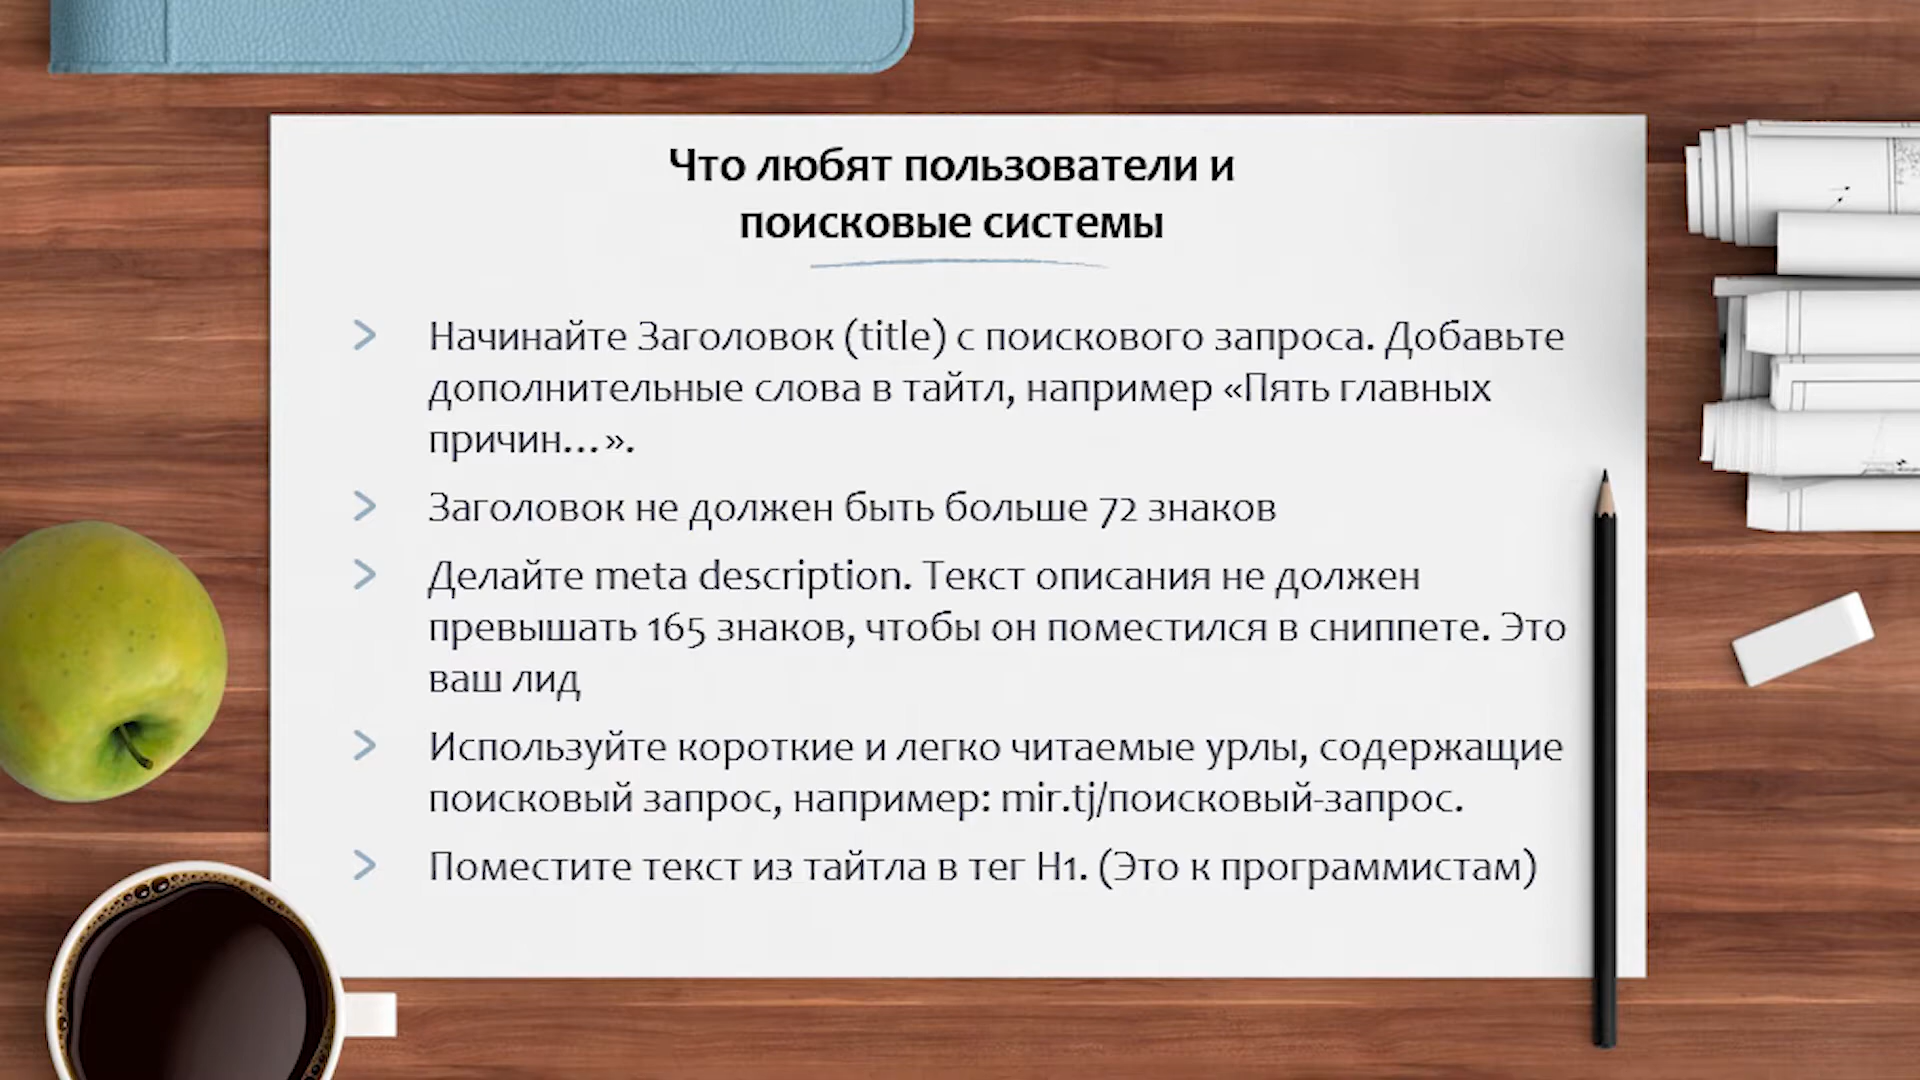 Что любят пользователи и
поисковые системы
Начинайте Заголовок (title) с поискового запроса. Добавьте
дополнительные слова в тайтл, например «Пять главных
причин...».
Заголовок не должен быть больше 72 знаков
Делайте meta description. Текст описания не должен
превышать 165 знаков, чтобы он поместился в сниппете. Это
ваш лид
Используйте короткие и легко читаемые урлы, содержащие
поисковый запрос, например: mir.tj/поисковый-запрос.
Поместите текст из тайтла в тег H1. (Это к программистам)